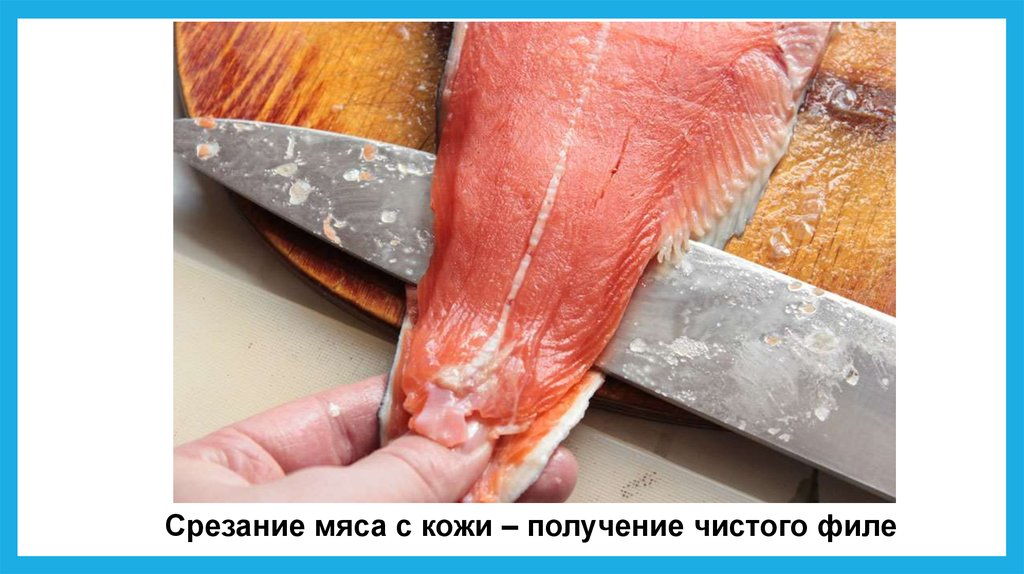 Срезание мяса с кожи – получение чистого филе